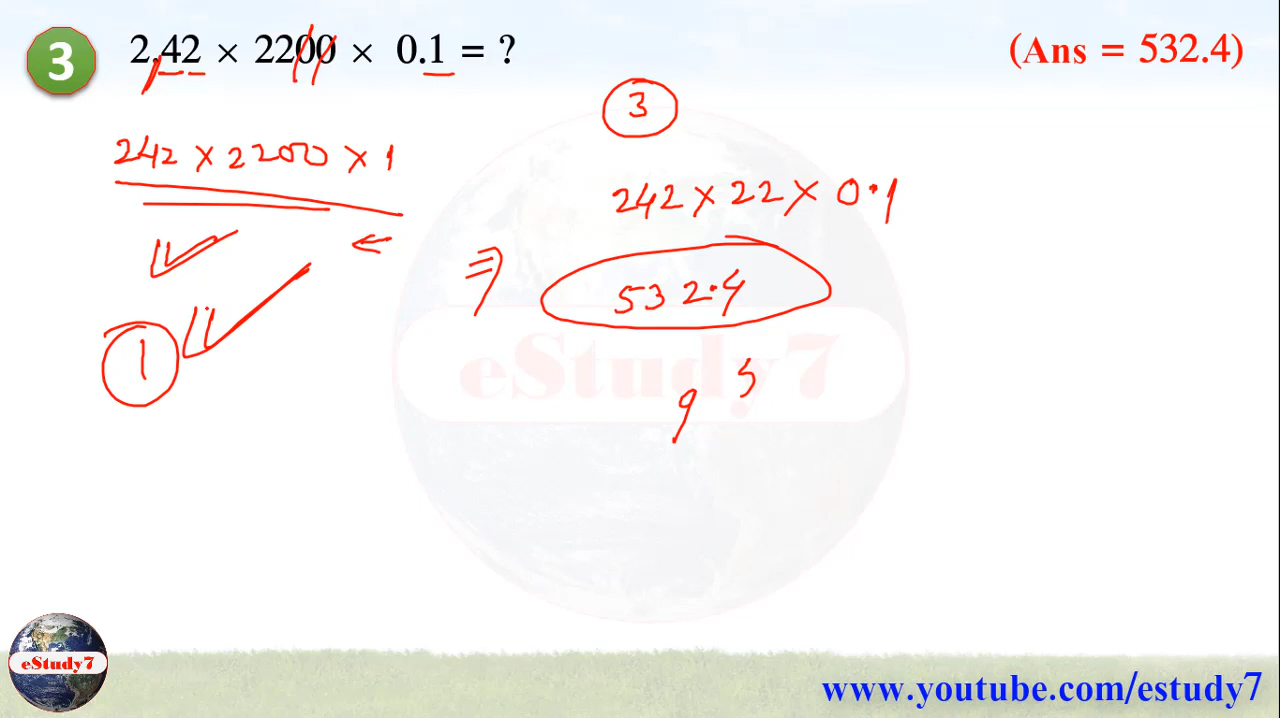 3 2.42 × 2200 × 0.1 = ? (Ans = 532.4)
3
242 × 2200 × 1
242 × 22 × 0.1
⇒ 532.4
1
9 5
eStudy7
eStudy7
www.youtube.com/estudy7